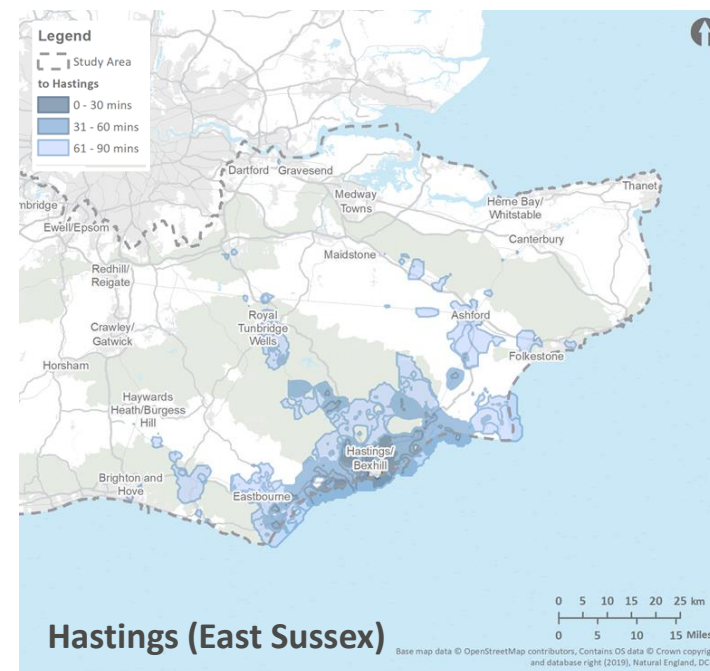 Legend
Study Area
to Hastings
0 - 30 mins
31 - 60 mins
61 - 90 mins
Dartford
Gravesend
Thanet
Medway
Towns
Herne Bay/
Whitstable
mbridge
Ewell/Epsom
Canterbury
Maidstone
Redhill/
Reigate
Royal
Tunbridge
Wells
Ashford
Crawley/
Gatwick
Folkestone
Horsham
Haywards
Heath/Burgess
Hill
Hastings/
Bexhill
Brighton and
Hove
Eastbourne
0 5 10 15 20 25 km
0 5 10 15 Miles
Hastings (East Sussex)
Base map data © OpenStreetMap contributors, Contains OS data © Crown copyrig
and database right (2019), Natural England, D